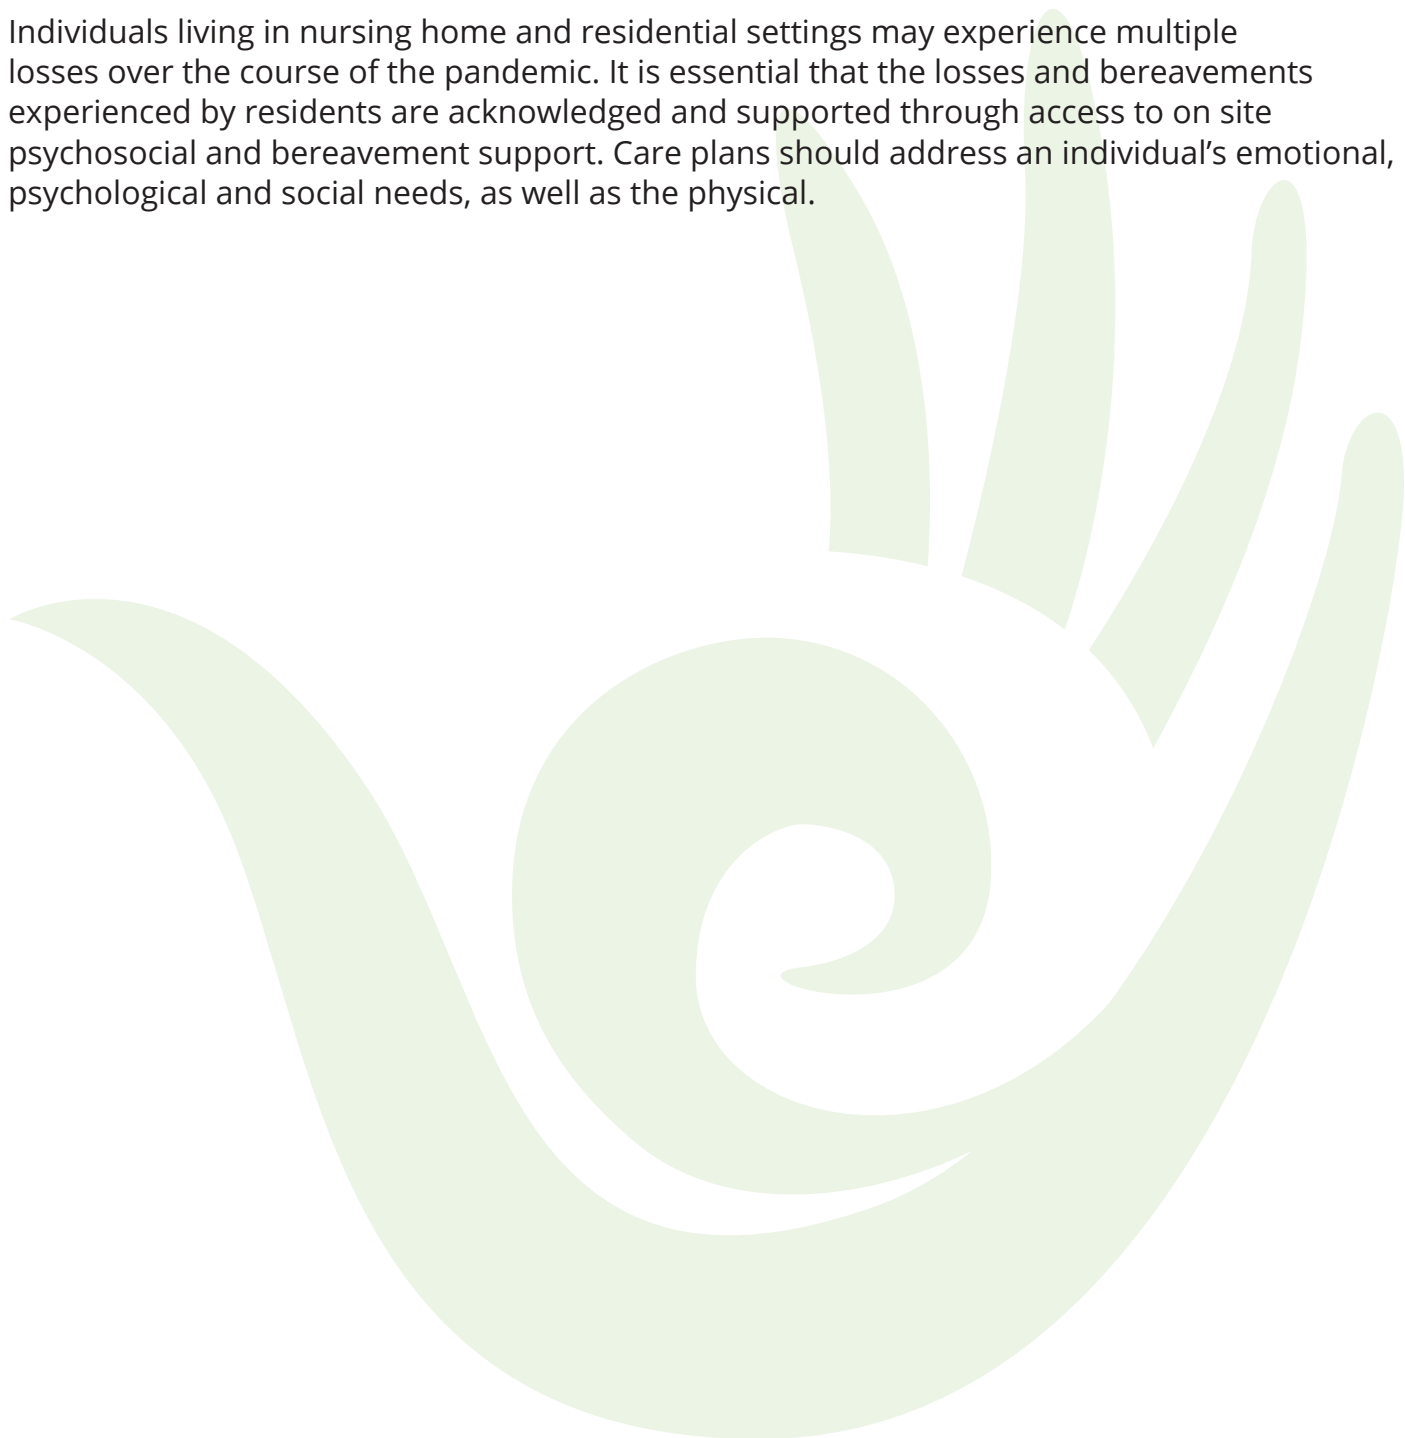 Individuals living in nursing home and residential settings may experience multiple
losses over the course of the pandemic. It is essential that the losses and bereavements
experienced by residents are acknowledged and supported through access to on site
psychosocial and bereavement support. Care plans should address an individual’s emotional,
psychological and social needs, as well as the physical.